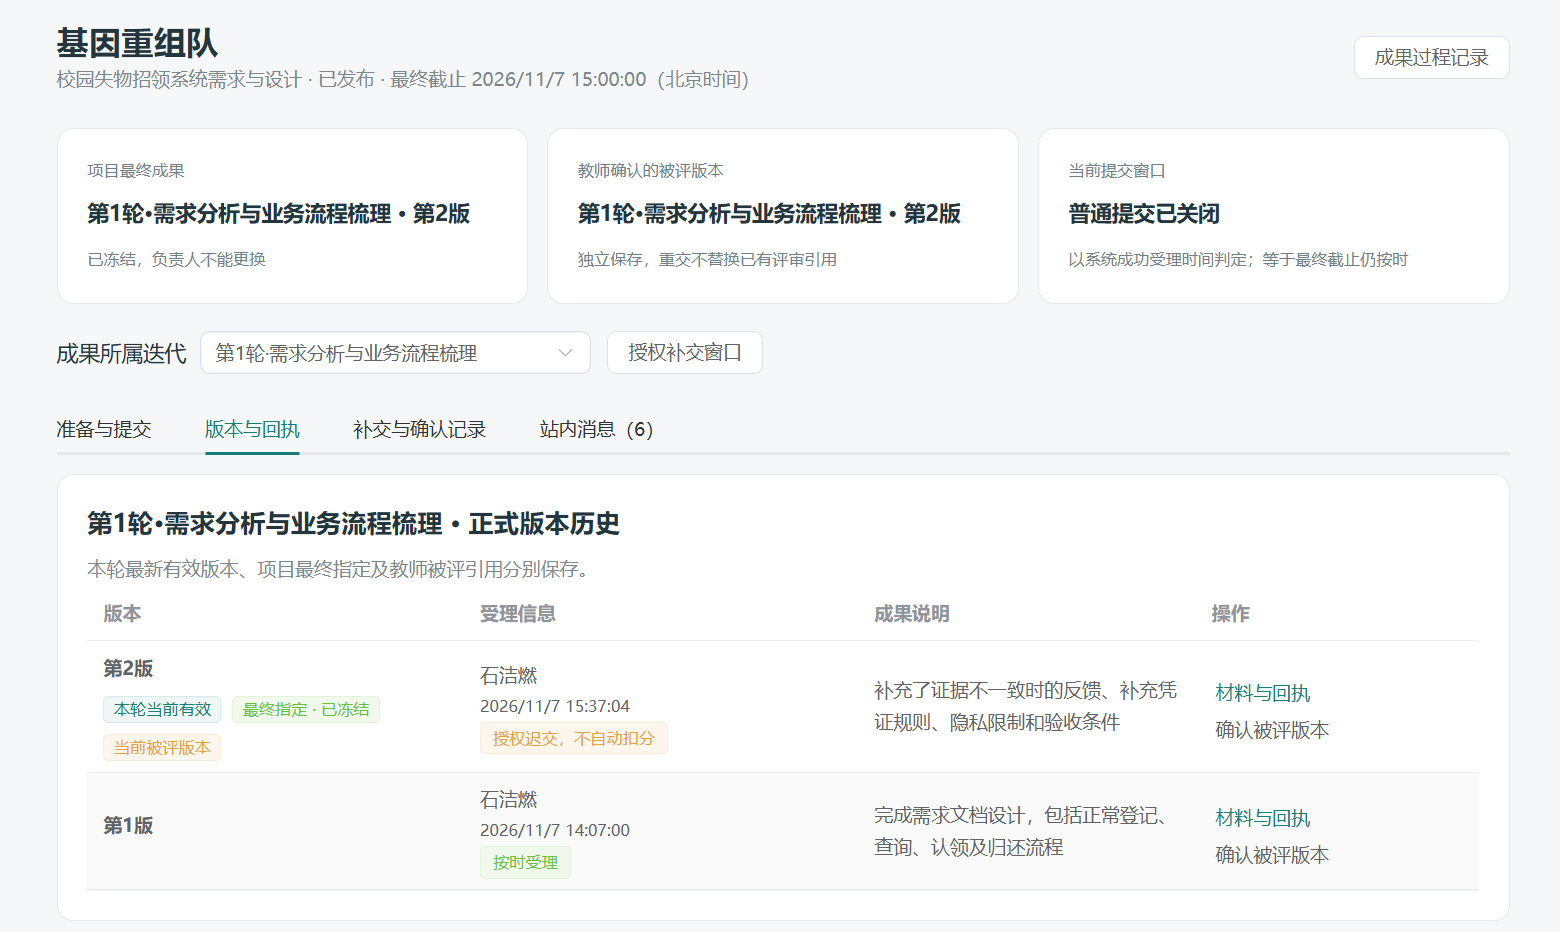 基因重组队
校园失物招领系统需求与设计 · 已发布 · 最终截止 2026/11/7 15:00:00（北京时间）
成果过程记录
项目最终成果
第1轮·需求分析与业务流程梳理 · 第2版
已冻结，负责人不能更换
教师确认的被评版本
第1轮·需求分析与业务流程梳理 · 第2版
独立保存，重交不替换已有评审引用
当前提交窗口
普通提交已关闭
以系统成功受理时间判定；等于最终截止仍按时
成果所属迭代
第1轮·需求分析与业务流程梳理
授权补交窗口
准备与提交
版本与回执
补交与确认记录
站内消息（6）
第1轮·需求分析与业务流程梳理 · 正式版本历史
本轮最新有效版本、项目最终指定及教师被评引用分别保存。
版本
受理信息
成果说明
操作
第2版
本轮当前有效
最终指定 · 已冻结
当前被评版本
石洁燃
2026/11/7 15:37:04
授权迟交，不自动扣分
补充了证据不一致时的反馈、补充凭
证规则、隐私限制和验收条件
材料与回执
确认被评版本
第1版
石洁燃
2026/11/7 14:07:00
按时受理
完成需求文档设计，包括正常登记、
查询、认领及归还流程
材料与回执
确认被评版本